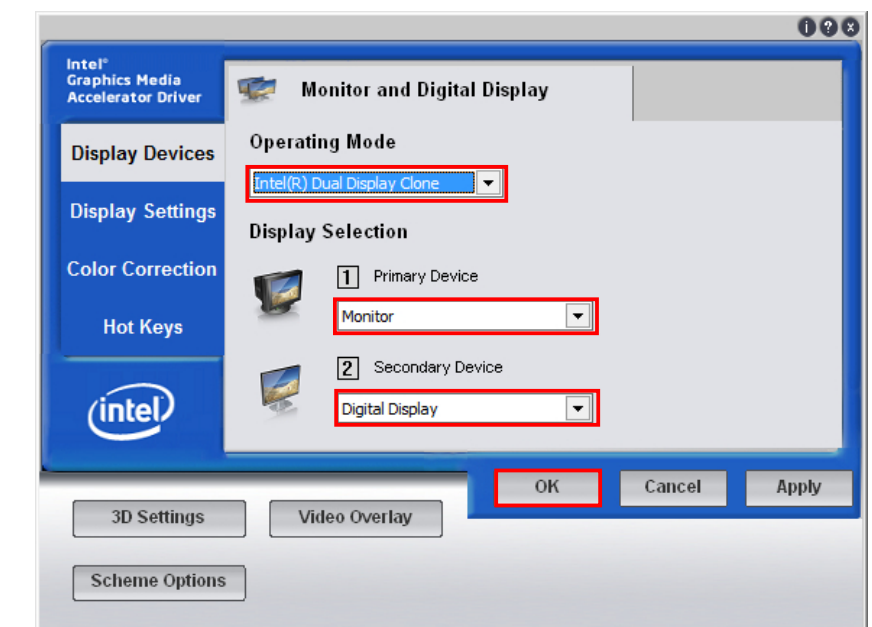 Intel®
Graphics Media
Accelerator Driver
Monitor and Digital Display
Display Devices
Display Settings
Color Correction
Hot Keys
Operating Mode
Intel(R) Dual Display Clone
Display Selection
1 Primary Device
Monitor
2 Secondary Device
Digital Display
intel
OK Cancel Apply
3D Settings Video Overlay
Scheme Options